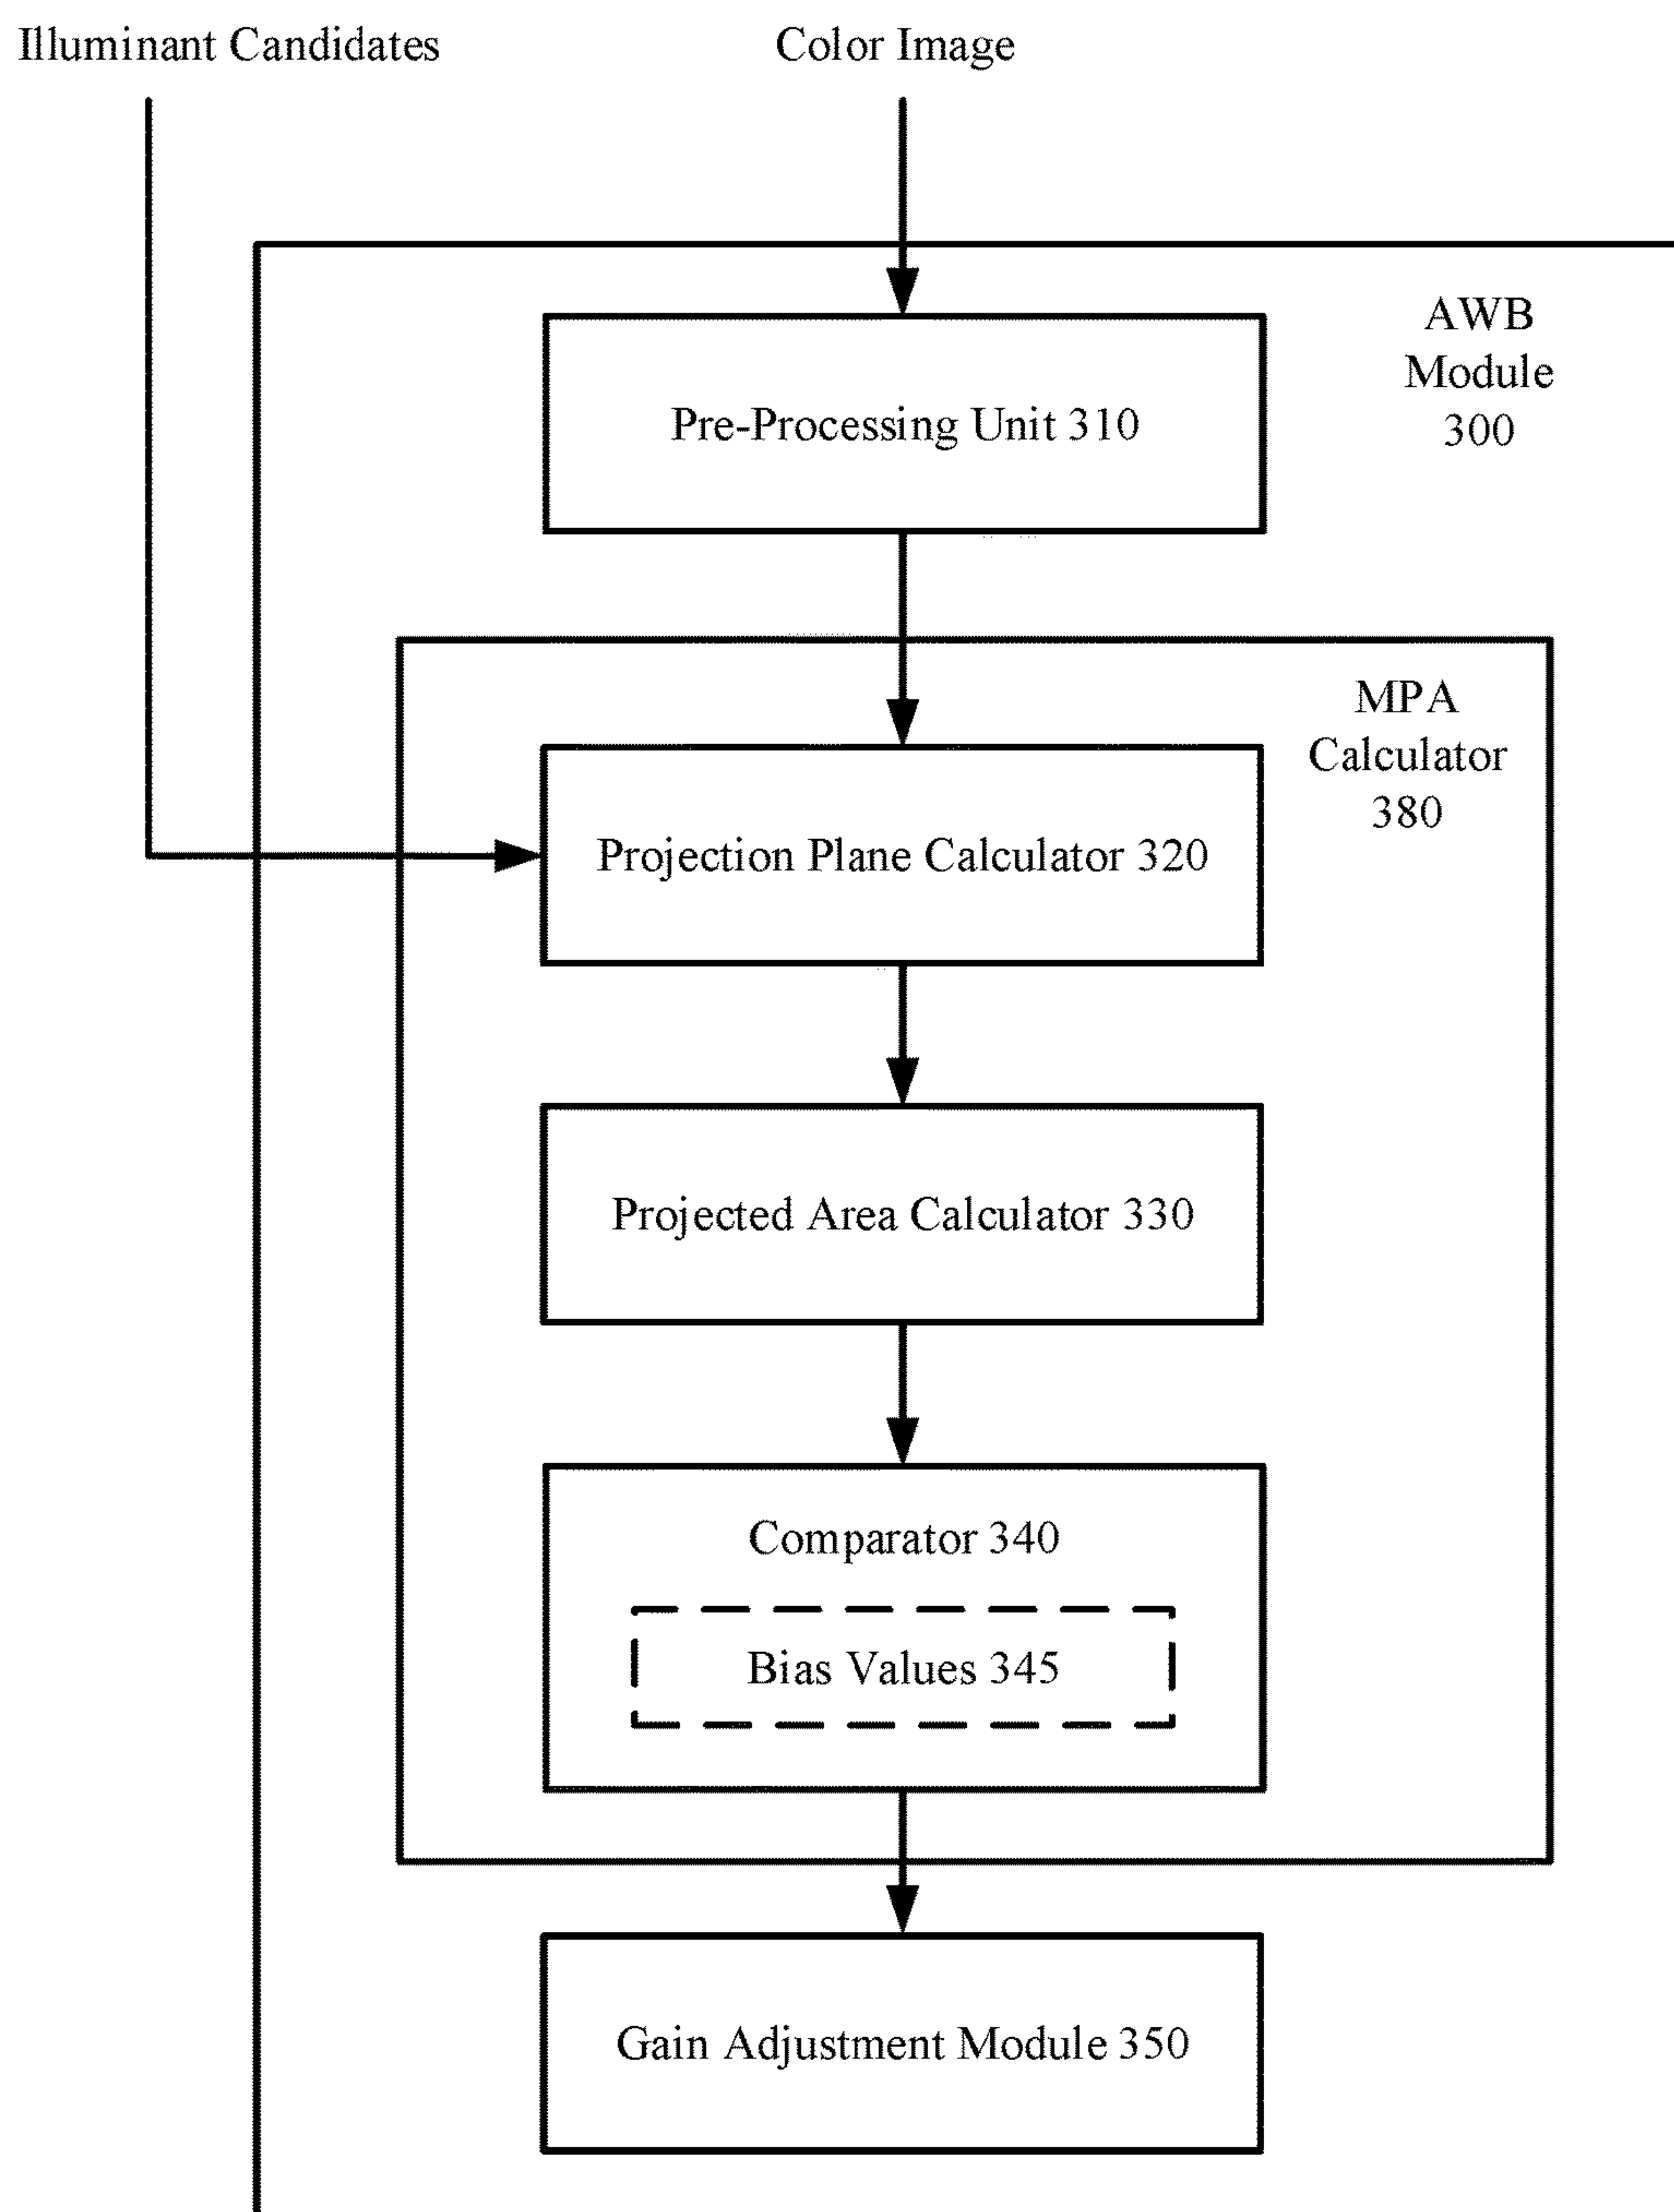 Illuminant Candidates
Color Image
AWB
Module
300
Pre-Processing Unit 310
MPA
Calculator
380
Projection Plane Calculator 320
Projected Area Calculator 330
Comparator 340
Bias Values 345
Gain Adjustment Module 350